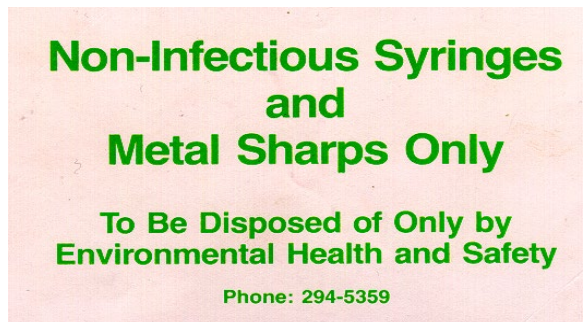 Non-Infectious Syringes
and
Metal Sharps Only
To Be Disposed of Only by
Environmental Health and Safety
Phone: 294-5359